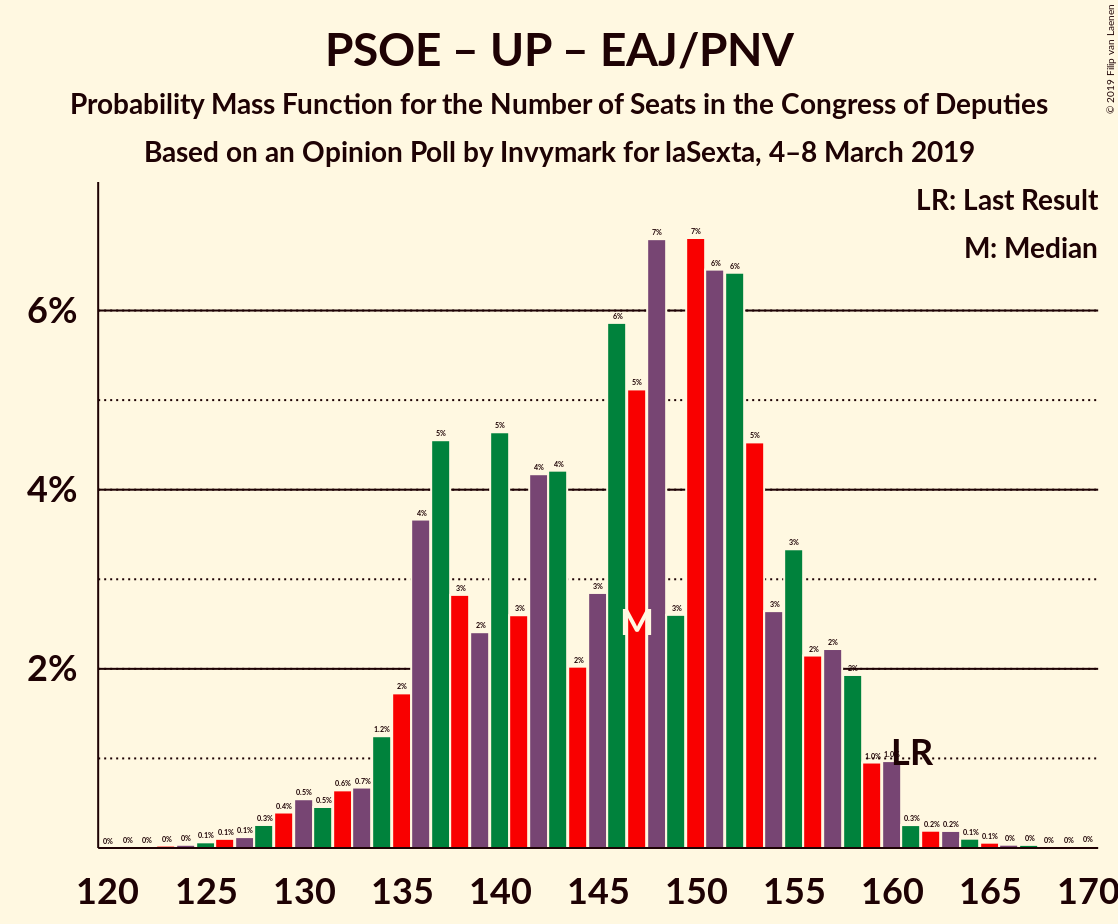 PSOE – UP – EAJ/PNV
Probability Mass Function for the Number of Seats in the Congress of Deputies
Based on an Opinion Poll by Invymark for laSexta, 4–8 March 2019
© 2019 Filip van Laenen
LR: Last Result
M: Median
6%
4%
2%
0% 0% 0% 0% 0% 0.1% 0.1% 0.1% 0.3% 0.4% 0.5% 0.5% 0.6% 0.7% 1.2% 2% 4% 5% 3% 2% 5% 3% 4% 4% 2% 3% 6% 5% 7% 3% 7% 6% 6% 5% 3% 3% 2% 2% 2% 1.0% 1.0% 0.3% 0.2% 0.2% 0.1% 0.1% 0% 0% 0% 0% 0%
M
LR
120 125 130 135 140 145 150 155 160 165 170